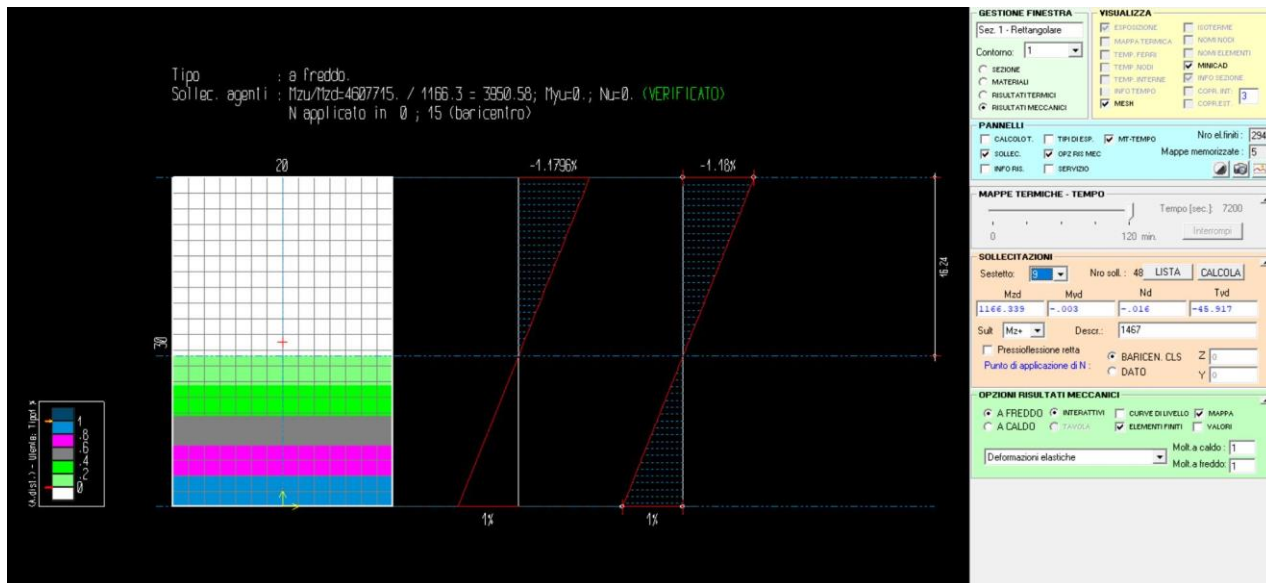 Tipo : a freddo.
Sollec. agenti : Mzu/Mzd=4607715. / 1166.3 = 3950.58; Myu=0.; Nu=0. (VERIFICATO)
N applicato in 0 ; 15 (baricentro)
20
-1.1796%
-1.18%
16.24
30
1%
1%
(A.dist.) - Utente: Tipo1 %
1
.8
.6
.4
.2
0
GESTIONE FINESTRA
Sez. 1 - Rettangolare
Contorno: 1
SEZIONE
MATERIALI
RISULTATI TERMICI
RISULTATI MECCANICI
VISUALIZZA
ESPOSIZIONE
MAPPA TERMICA
TEMP. FERRI
TEMP. NODI
TEMP. INTERNE
INFO TEMPO
MESH
ISOTERME
NOMI NODI
NOMI ELEMENTI
MINICAD
INFO SEZIONE
COPR. INT:
COPR.EST.
3
PANNELLI
CALCOLO T. TIPI DI ESP. MT-TEMPO Nro el.finiti : 294
SOLLEC. OPZ RIS MEC Mappe memorizzate : 5
INFO RIS. SERVIZIO
MAPPE TERMICHE - TEMPO
Tempo [sec.]: 7200
0 120 min. Interrompi
SOLLECITAZIONI
Sestetto: 9 Nro soll. : 48 LISTA CALCOLA
Mzd Myd Nd Tyd
1166.339 -.003 -.016 -45.917
Sult Mz+ Descr.: 1467
Pressioflessione retta
Punto di applicazione di N :
BARICEN. CLS Z 0
DATO Y 0
OPZIONI RISULTATI MECCANICI
A FREDDO INTERATTIVI CURVE DI LIVELLO MAPPA
A CALDO TAVOLA ELEMENTI FINITI VALORI
Deformazioni elastiche
Molt.a caldo : 1
Molt.a freddo: 1